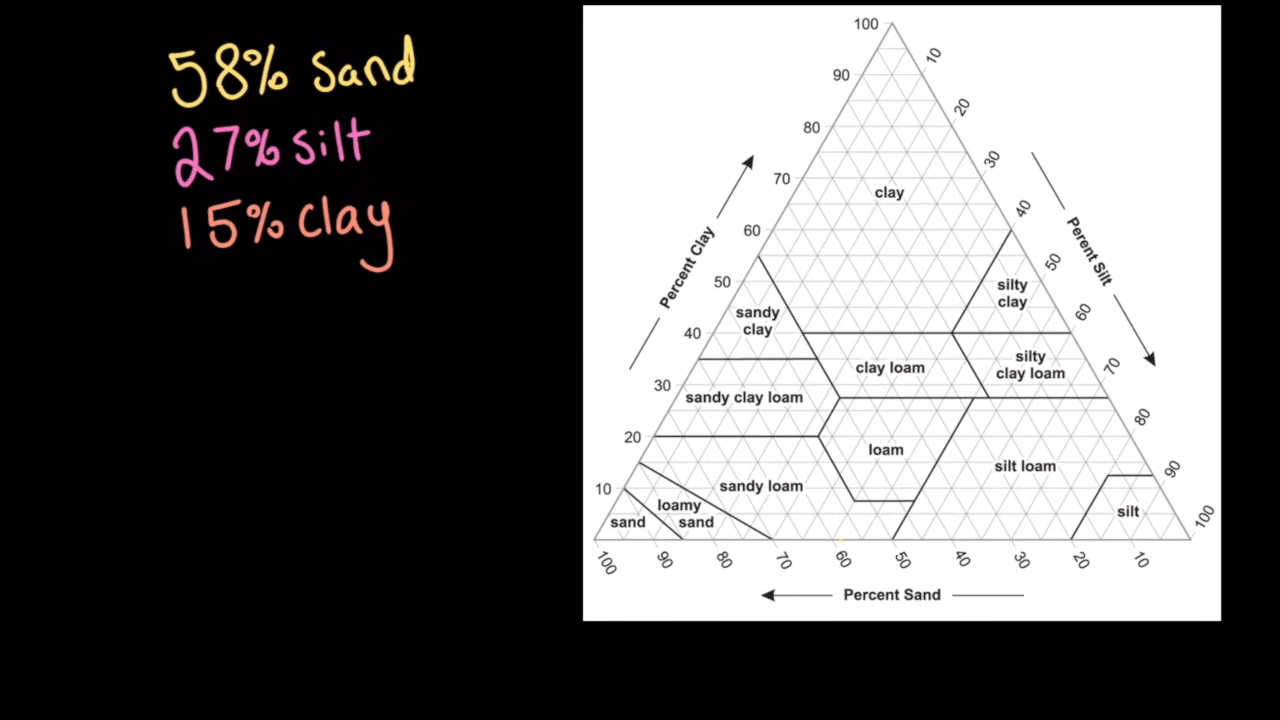 58% sand
27% silt
15% clay
100
90
80
70
60
50
40
30
20
10
Percent Clay
10
20
30
40
50
60
70
80
90
100
Perent Silt
clay
silty
clay
sandy
clay
clay loam
silty
clay loam
sandy clay loam
loam
silt loam
sandy loam
loamy
sand
sand
silt
100
90
80
70
60
50
40
30
20
10
Percent Sand